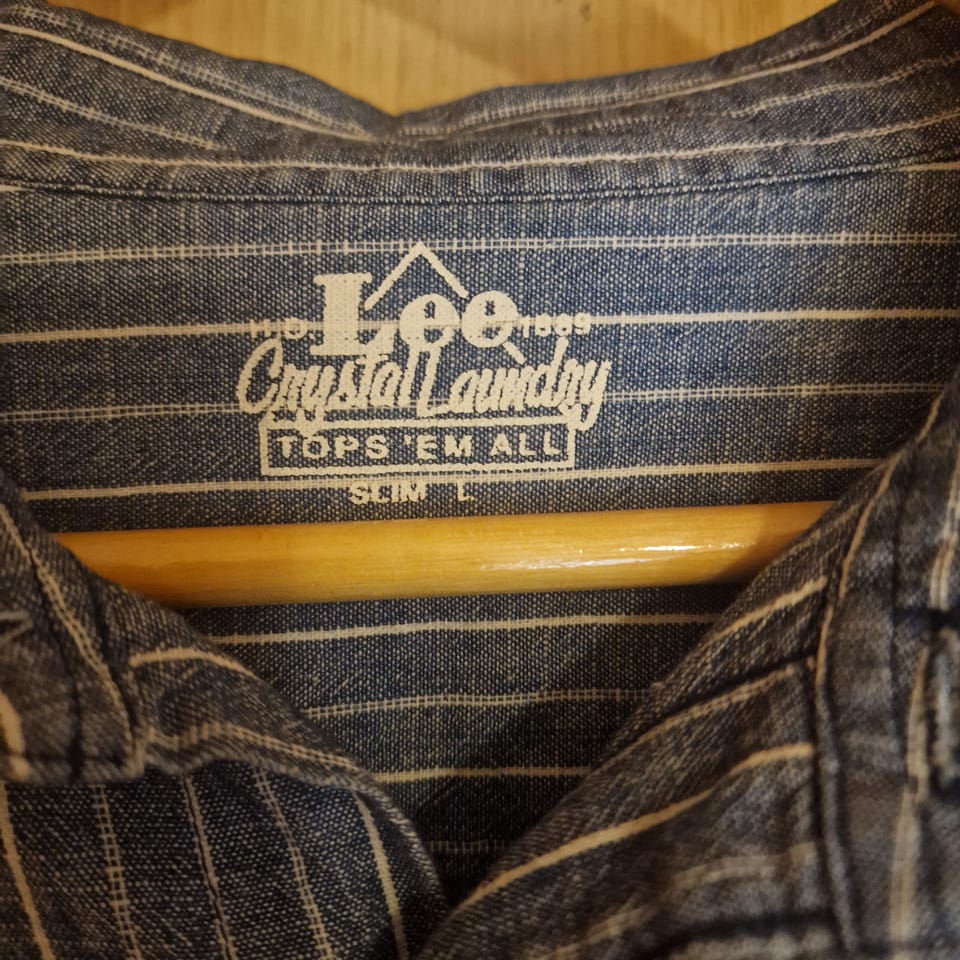 Lee
H.D. 1889
Crystal Laundry
TOPS 'EM ALL
SLIM L